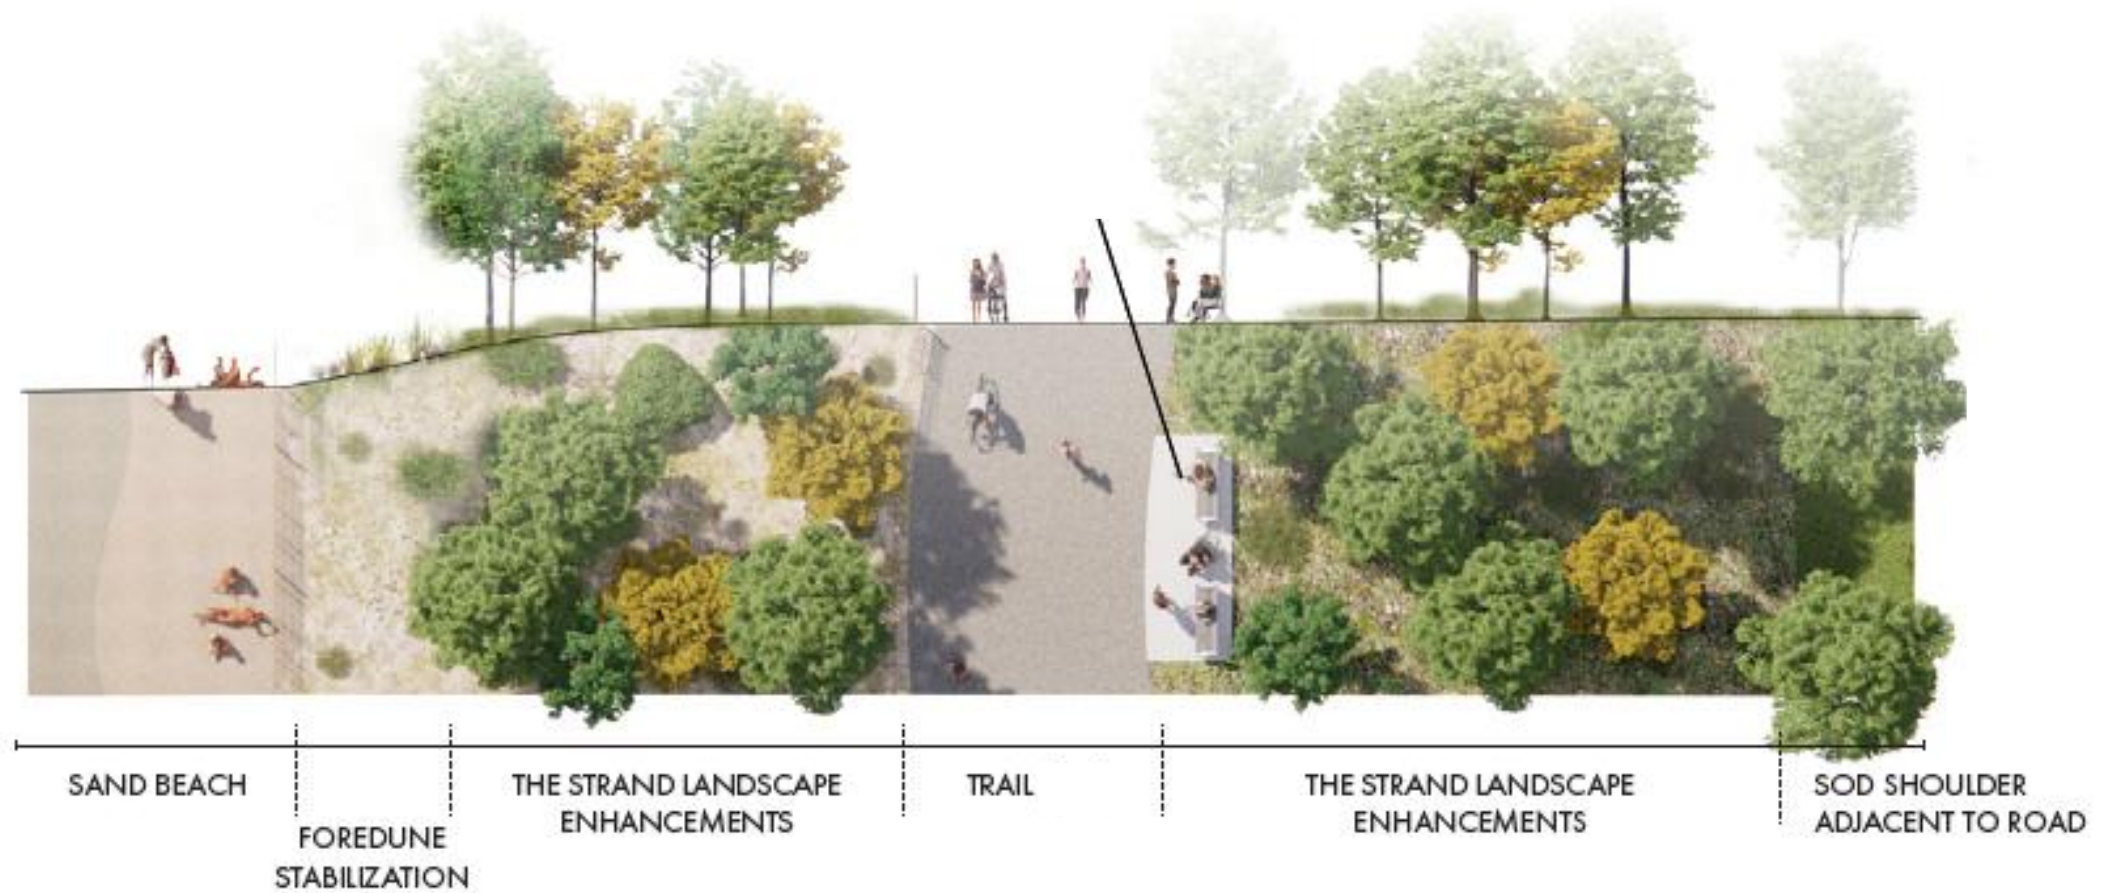 SAND BEACH
FOREDUNE
STABILIZATION
THE STRAND LANDSCAPE
ENHANCEMENTS
TRAIL
THE STRAND LANDSCAPE
ENHANCEMENTS
SOD SHOULDER
ADJACENT TO ROAD